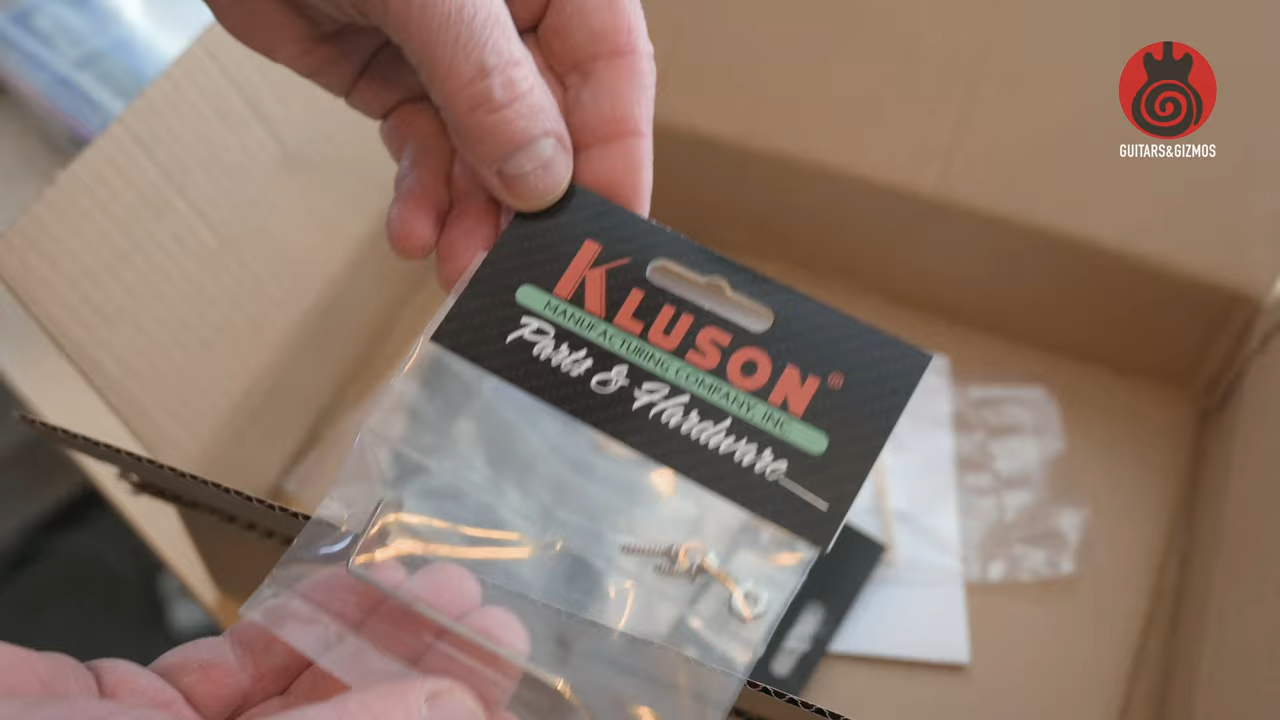 KLUSON®
MANUFACTURING COMPANY, INC
Parts & Hardware
GUITARS&GIZMOS